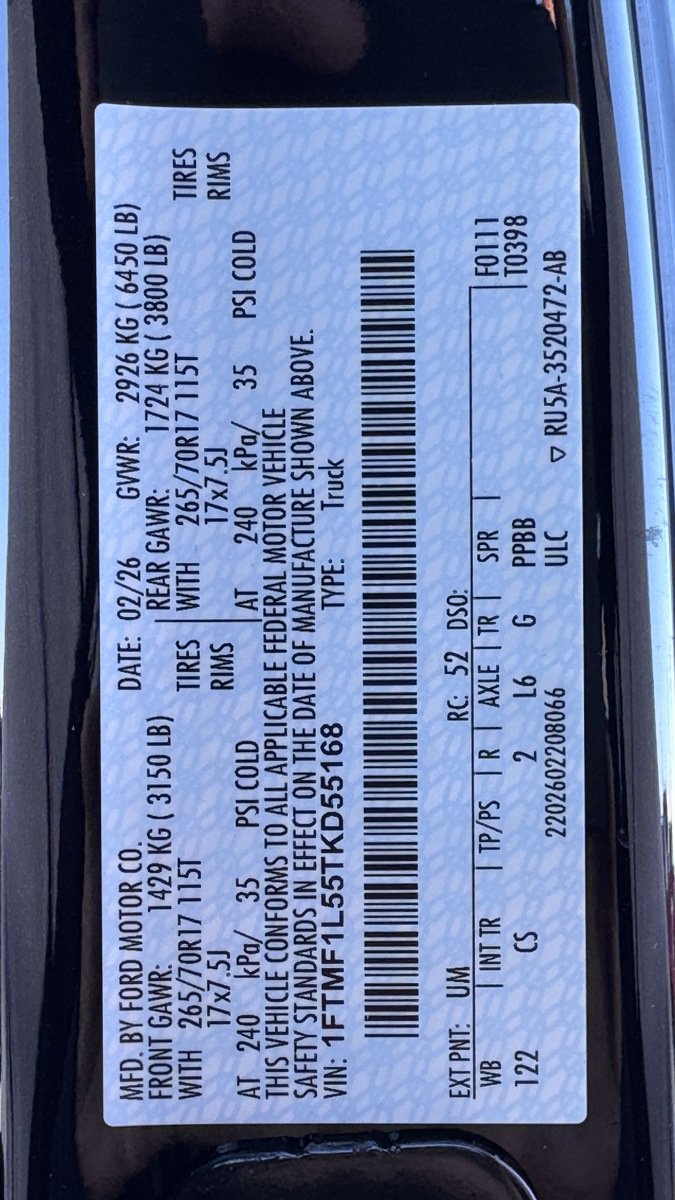 MFD. BY FORD MOTOR CO. DATE: 02/26 GVWR: 2926 KG ( 6450 LB)
FRONT GAWR: 1429 KG ( 3150 LB) REAR GAWR: 1724 KG ( 3800 LB)
WITH 265/70R17 115T TIRES WITH 265/70R17 115T TIRES
17x7.5J RIMS 17x7.5J RIMS
AT 240 kPa/ 35 PSI COLD AT 240 kPa/ 35 PSI COLD
THIS VEHICLE CONFORMS TO ALL APPLICABLE FEDERAL MOTOR VEHICLE
SAFETY STANDARDS IN EFFECT ON THE DATE OF MANUFACTURE SHOWN ABOVE.
VIN: 1FTMF1L55TKD55168 TYPE: Truck
EXT PNT: UM RC: 52 DSO:
WB | INT TR | TP/PS | R | AXLE | TR | SPR F0111
T0398
122 CS 2 L6 G PPBB
ULC
2202602208066 ▽ RU5A-3520472-AB